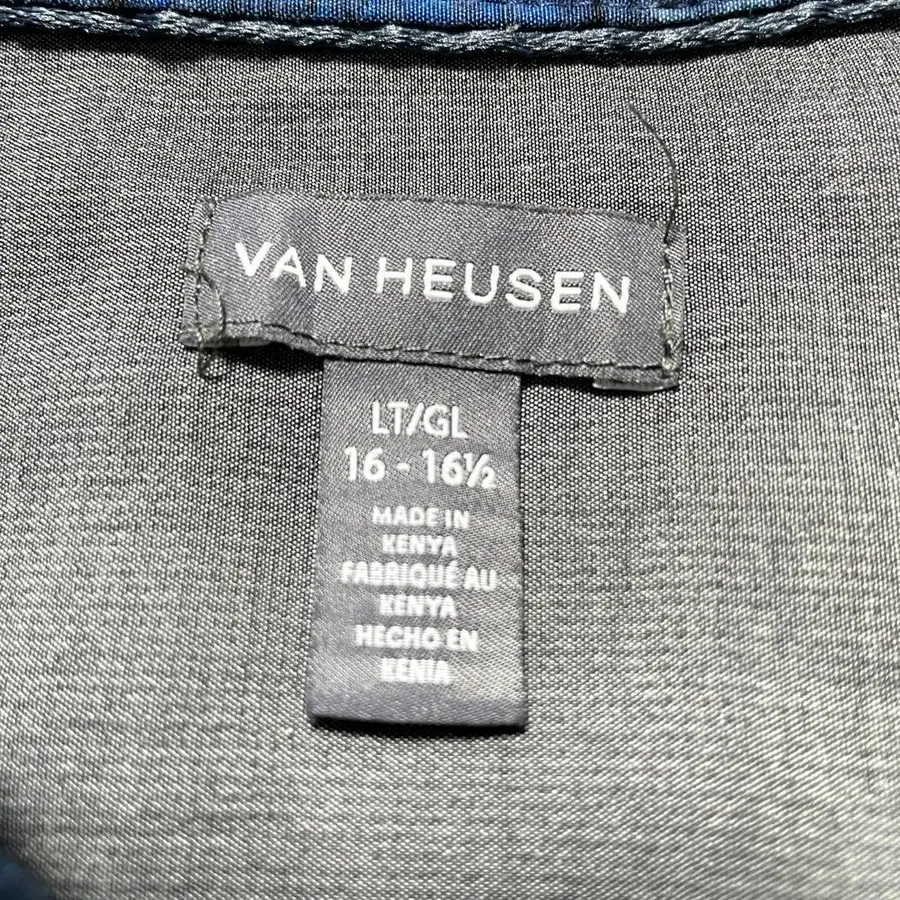 VAN HEUSEN
LT/GL
16 - 16½
MADE IN
KENYA
FABRIQUÉ AU
KENYA
HECHO EN
KENIA